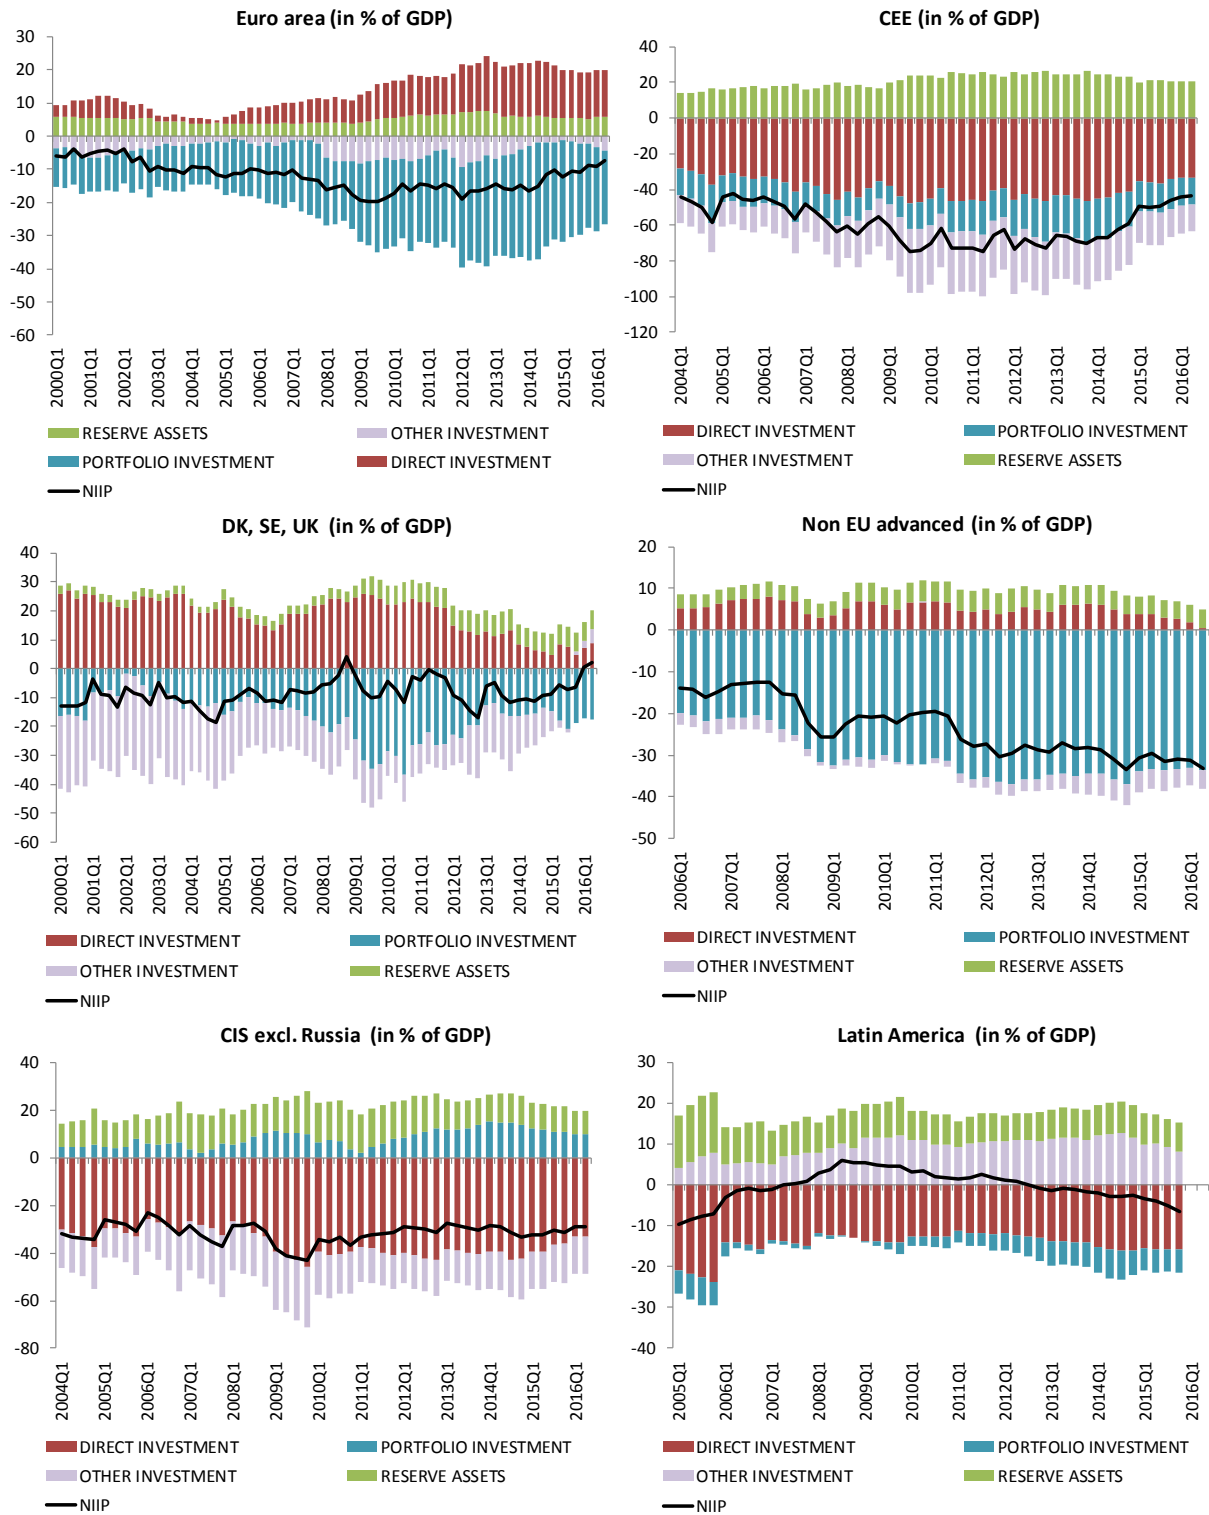 Euro area (in % of GDP)
30
20
10
0
-10
-20
-30
-40
-50
-60
2000Q1
2001Q1
2002Q1
2003Q1
2004Q1
2005Q1
2006Q1
2007Q1
2008Q1
2009Q1
2010Q1
2011Q1
2012Q1
2013Q1
2014Q1
2015Q1
2016Q1
RESERVE ASSETS
OTHER INVESTMENT
PORTFOLIO INVESTMENT
DIRECT INVESTMENT
NIIP
CEE (in % of GDP)
40
20
0
-20
-40
-60
-80
-100
-120
2004Q1
2005Q1
2006Q1
2007Q1
2008Q1
2009Q1
2010Q1
2011Q1
2012Q1
2013Q1
2014Q1
2015Q1
2016Q1
DIRECT INVESTMENT
PORTFOLIO INVESTMENT
OTHER INVESTMENT
RESERVE ASSETS
NIIP
DK, SE, UK (in % of GDP)
40
30
20
10
0
-10
-20
-30
-40
-50
-60
2000Q1
2001Q1
2002Q1
2003Q1
2004Q1
2005Q1
2006Q1
2007Q1
2008Q1
2009Q1
2010Q1
2011Q1
2012Q1
2013Q1
2014Q1
2015Q1
2016Q1
DIRECT INVESTMENT
PORTFOLIO INVESTMENT
OTHER INVESTMENT
RESERVE ASSETS
NIIP
Non EU advanced (in % of GDP)
20
10
0
-10
-20
-30
-40
-50
2006Q1
2007Q1
2008Q1
2009Q1
2010Q1
2011Q1
2012Q1
2013Q1
2014Q1
2015Q1
2016Q1
DIRECT INVESTMENT
PORTFOLIO INVESTMENT
OTHER INVESTMENT
RESERVE ASSETS
NIIP
CIS excl. Russia (in % of GDP)
40
20
0
-20
-40
-60
-80
2004Q1
2005Q1
2006Q1
2007Q1
2008Q1
2009Q1
2010Q1
2011Q1
2012Q1
2013Q1
2014Q1
2015Q1
2016Q1
DIRECT INVESTMENT
PORTFOLIO INVESTMENT
OTHER INVESTMENT
RESERVE ASSETS
NIIP
Latin America (in % of GDP)
30
20
10
0
-10
-20
-30
-40
2005Q1
2006Q1
2007Q1
2008Q1
2009Q1
2010Q1
2011Q1
2012Q1
2013Q1
2014Q1
2015Q1
2016Q1
DIRECT INVESTMENT
PORTFOLIO INVESTMENT
OTHER INVESTMENT
RESERVE ASSETS
NIIP